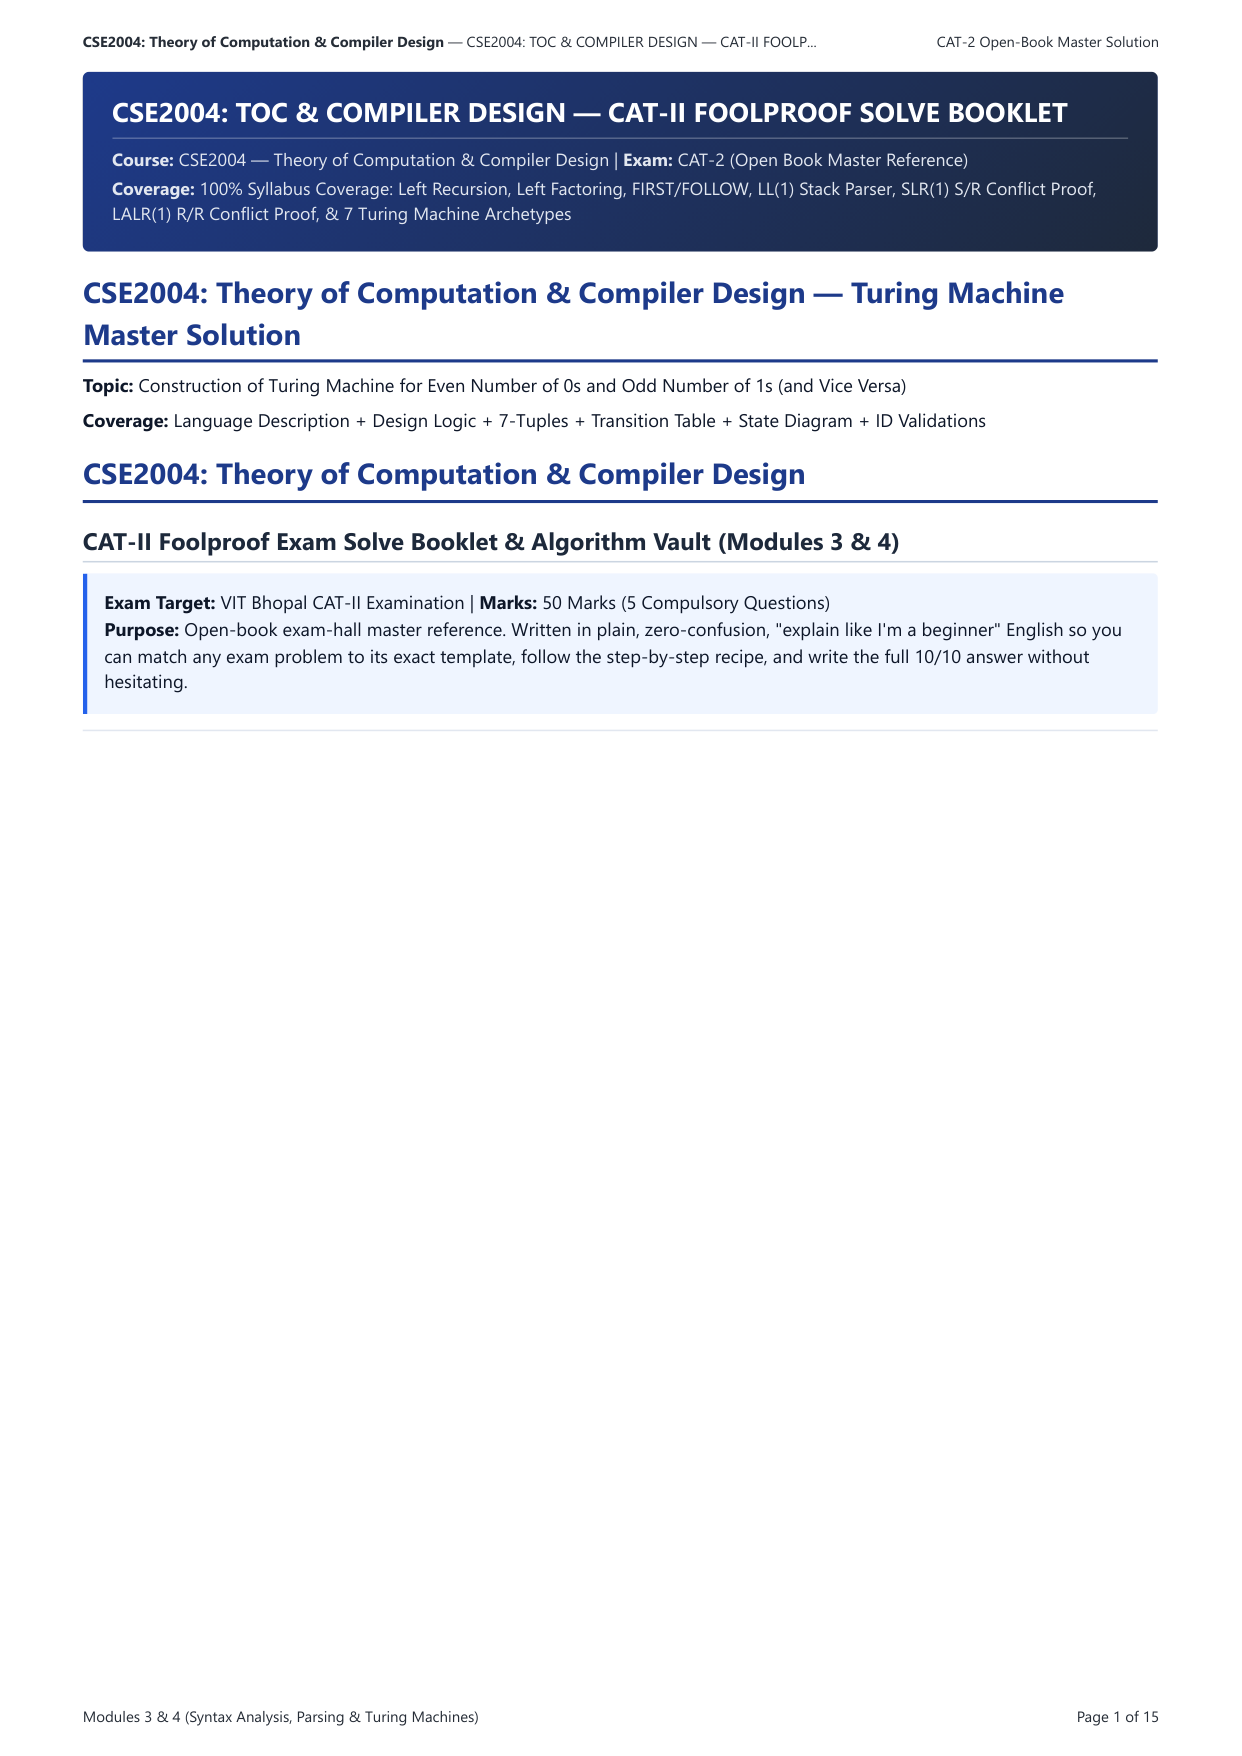 CSE2004: Theory of Computation & Compiler Design — CSE2004: TOC & COMPILER DESIGN — CAT-II FOOLP... CAT-2 Open-Book Master Solution
CSE2004: TOC & COMPILER DESIGN — CAT-II FOOLPROOF SOLVE BOOKLET
Course: CSE2004 — Theory of Computation & Compiler Design | Exam: CAT-2 (Open Book Master Reference)
Coverage: 100% Syllabus Coverage: Left Recursion, Left Factoring, FIRST/FOLLOW, LL(1) Stack Parser, SLR(1) S/R Conflict Proof,
LALR(1) R/R Conflict Proof, & 7 Turing Machine Archetypes
CSE2004: Theory of Computation & Compiler Design — Turing Machine
Master Solution
Topic: Construction of Turing Machine for Even Number of 0s and Odd Number of 1s (and Vice Versa)
Coverage: Language Description + Design Logic + 7-Tuples + Transition Table + State Diagram + ID Validations
CSE2004: Theory of Computation & Compiler Design
CAT-II Foolproof Exam Solve Booklet & Algorithm Vault (Modules 3 & 4)
Exam Target: VIT Bhopal CAT-II Examination | Marks: 50 Marks (5 Compulsory Questions)
Purpose: Open-book exam-hall master reference. Written in plain, zero-confusion, "explain like I'm a beginner" English so you
can match any exam problem to its exact template, follow the step-by-step recipe, and write the full 10/10 answer without
hesitating.
Modules 3 & 4 (Syntax Analysis, Parsing & Turing Machines) Page 1 of 15